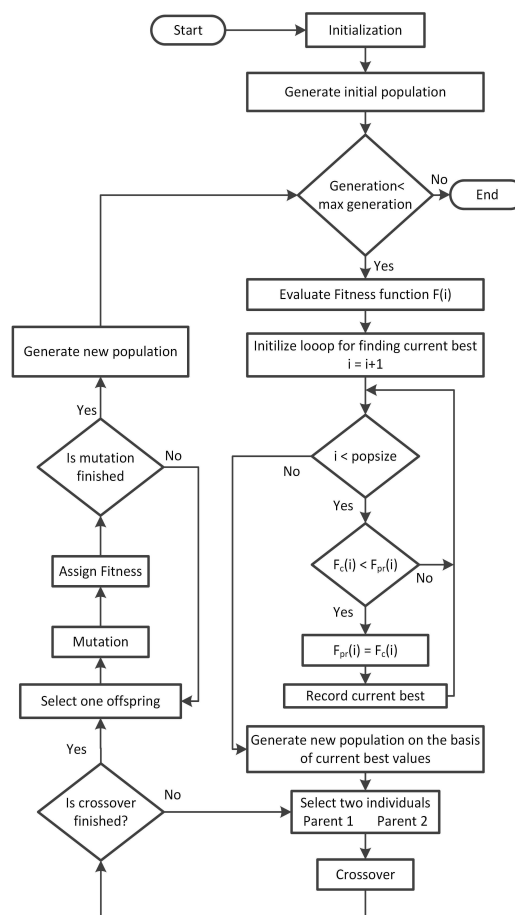 Start
Initialization
Generate initial population
Generation<
max generation
No
End
Yes
Evaluate Fitness function F(i)
Initilize looop for finding current best
i = i+1
i < popsize
No
Yes
Fc(i) < Fpr(i)
No
Yes
Fpr(i) = Fc(i)
Record current best
Generate new population on the basis
of current best values
Select two individuals
Parent 1 Parent 2
Crossover
Is crossover
finished?
No
Yes
Select one offspring
Mutation
Assign Fitness
Is mutation
finished
No
Yes
Generate new population